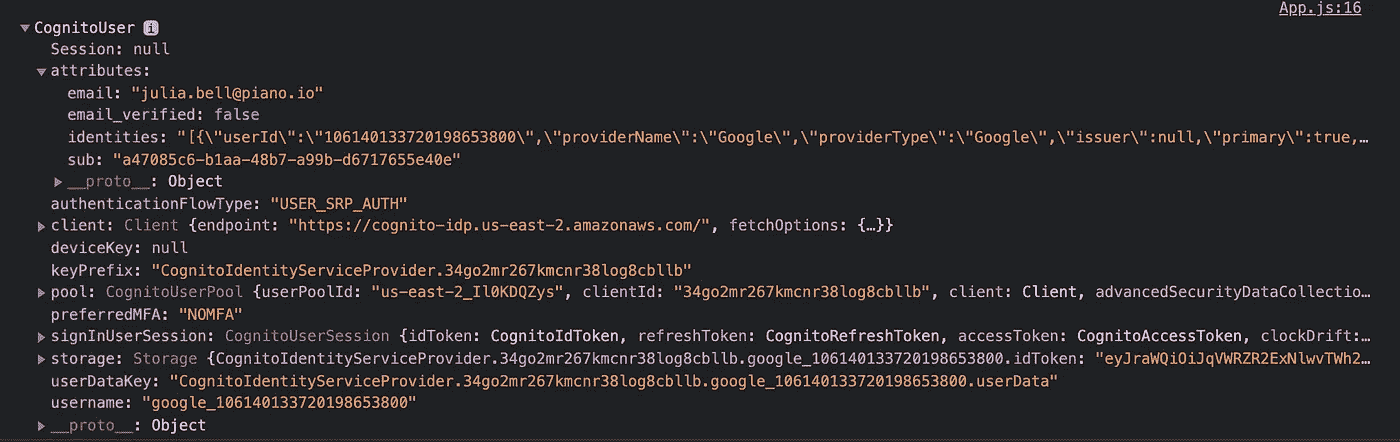 App.js:16
CognitoUser i
Session: null
attributes:
email: "julia.bell@piano.io"
email_verified: false
identities: "[{\"userId\":\"106140133720198653800\",\"providerName\":\"Google\",\"providerType\":\"Google\",\"issuer\":null,\"primary\":true,…
sub: "a47085c6-b1aa-48b7-a99b-d6717655e40e"
__proto__: Object
authenticationFlowType: "USER_SRP_AUTH"
client: Client {endpoint: "https://cognito-idp.us-east-2.amazonaws.com/", fetchOptions: {…}}
deviceKey: null
keyPrefix: "CognitoIdentityServiceProvider.34go2mr267kmcnr38log8cbllb"
pool: CognitoUserPool {userPoolId: "us-east-2_Il0KDQZys", clientId: "34go2mr267kmcnr38log8cbllb", client: Client, advancedSecurityDataCollectio…
preferredMFA: "NOMFA"
signInUserSession: CognitoUserSession {idToken: CognitoIdToken, refreshToken: CognitoRefreshToken, accessToken: CognitoAccessToken, clockDrift:…
storage: Storage {CognitoIdentityServiceProvider.34go2mr267kmcnr38log8cbllb.google_106140133720198653800.idToken: "eyJraWQiOiJqVWRZR2ExNlwvTWh2…
userDataKey: "CognitoIdentityServiceProvider.34go2mr267kmcnr38log8cbllb.google_106140133720198653800.userData"
username: "google_106140133720198653800"
__proto__: Object